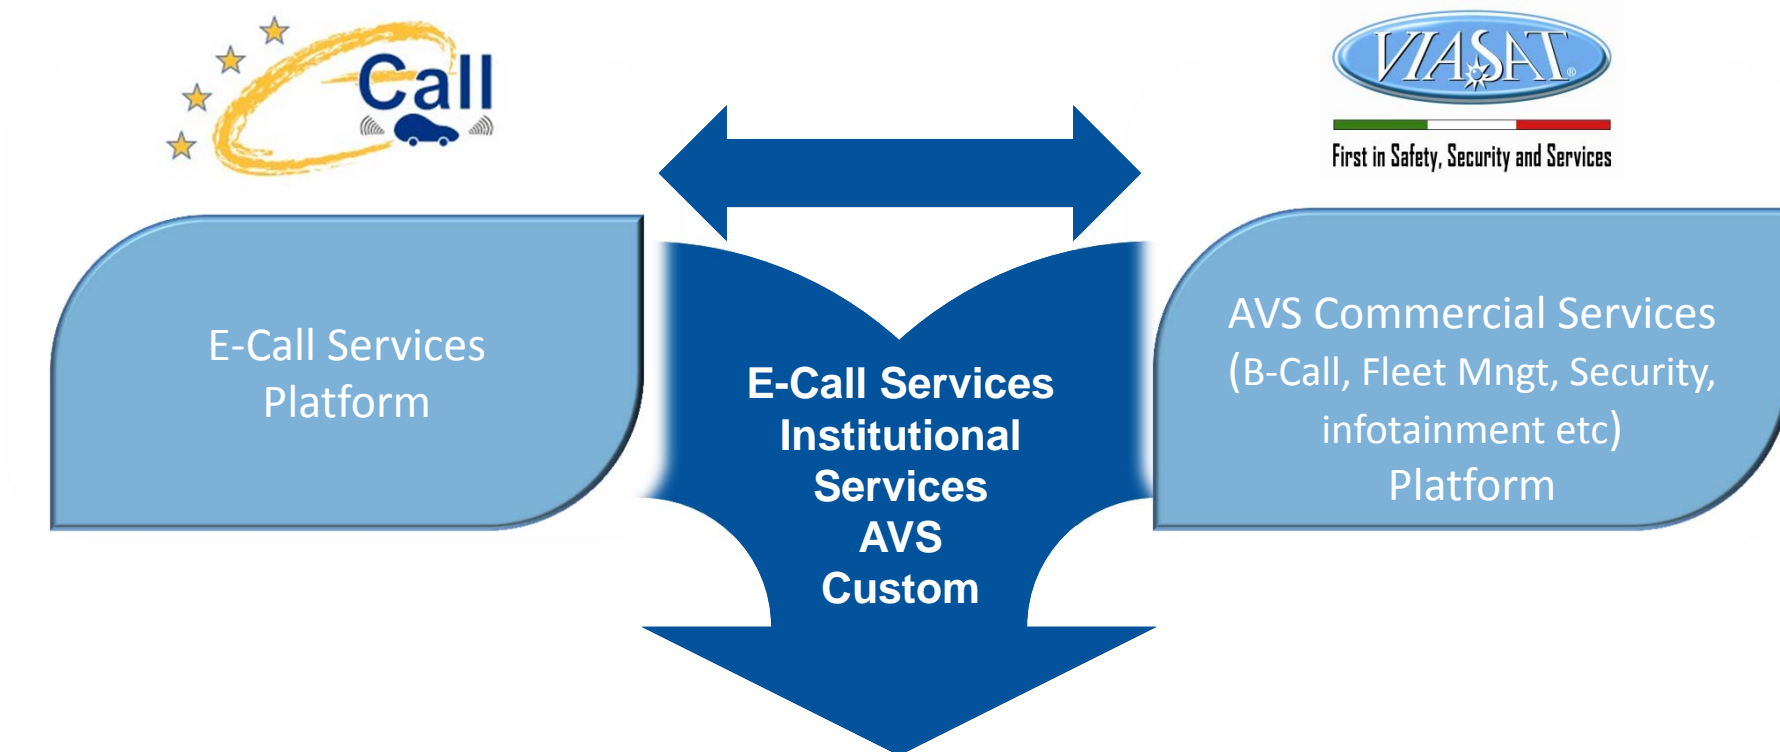 Call
VIASAT®
First in Safety, Security and Services
E-Call Services
Platform
E-Call Services
Institutional
Services
AVS
Custom
AVS Commercial Services
(B-Call, Fleet Mngt, Security,
infotainment etc)
Platform